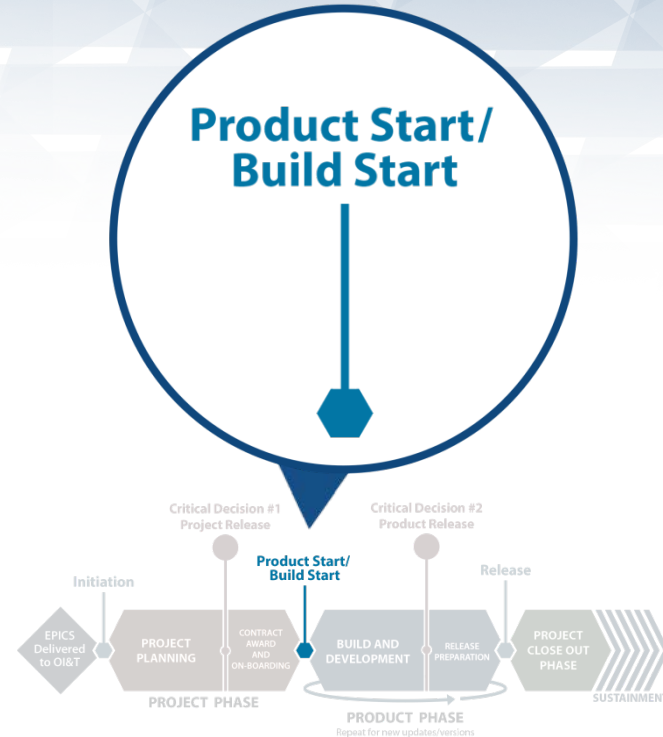 Product Start/
Build Start
Critical Decision #1
Project Release
Critical Decision #2
Product Release
Product Start/
Build Start
Initiation
Release
EPICS
Delivered
to OI&T
PROJECT
PLANNING
CONTRACT
AWARD
AND
ON-BOARDING
BUILD AND
DEVELOPMENT
RELEASE
PREPARATION
PROJECT
CLOSE OUT
PHASE
SUSTAINMENT
PROJECT PHASE
PRODUCT PHASE
Repeat for new updates/versions